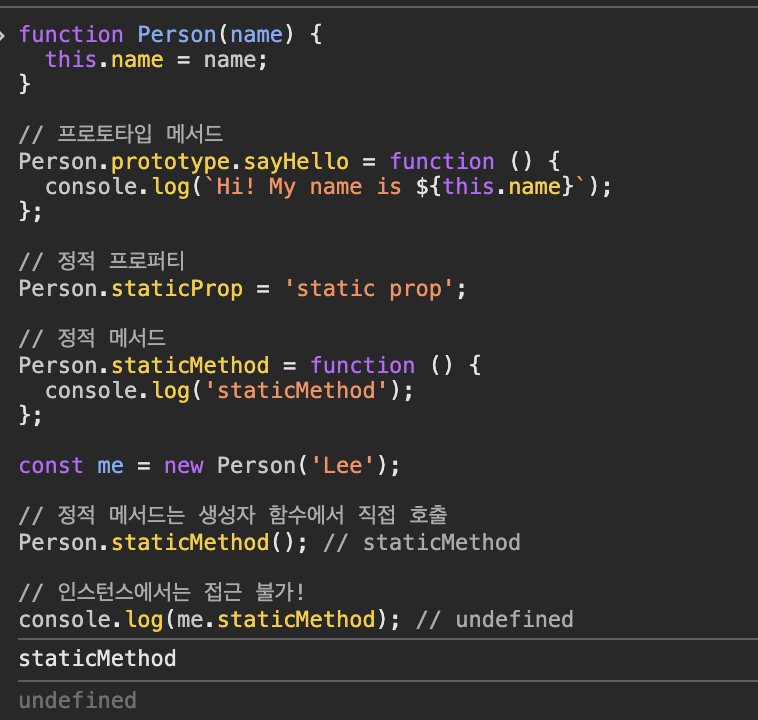 function Person(name) {
  this.name = name;
}

// 프로토타입 메서드
Person.prototype.sayHello = function () {
  console.log(`Hi! My name is ${this.name}`);
};

// 정적 프로퍼티
Person.staticProp = 'static prop';

// 정적 메서드
Person.staticMethod = function () {
  console.log('staticMethod');
};

const me = new Person('Lee');

// 정적 메서드는 생성자 함수에서 직접 호출
Person.staticMethod(); // staticMethod

// 인스턴스에서는 접근 불가!
console.log(me.staticMethod); // undefined
staticMethod
undefined